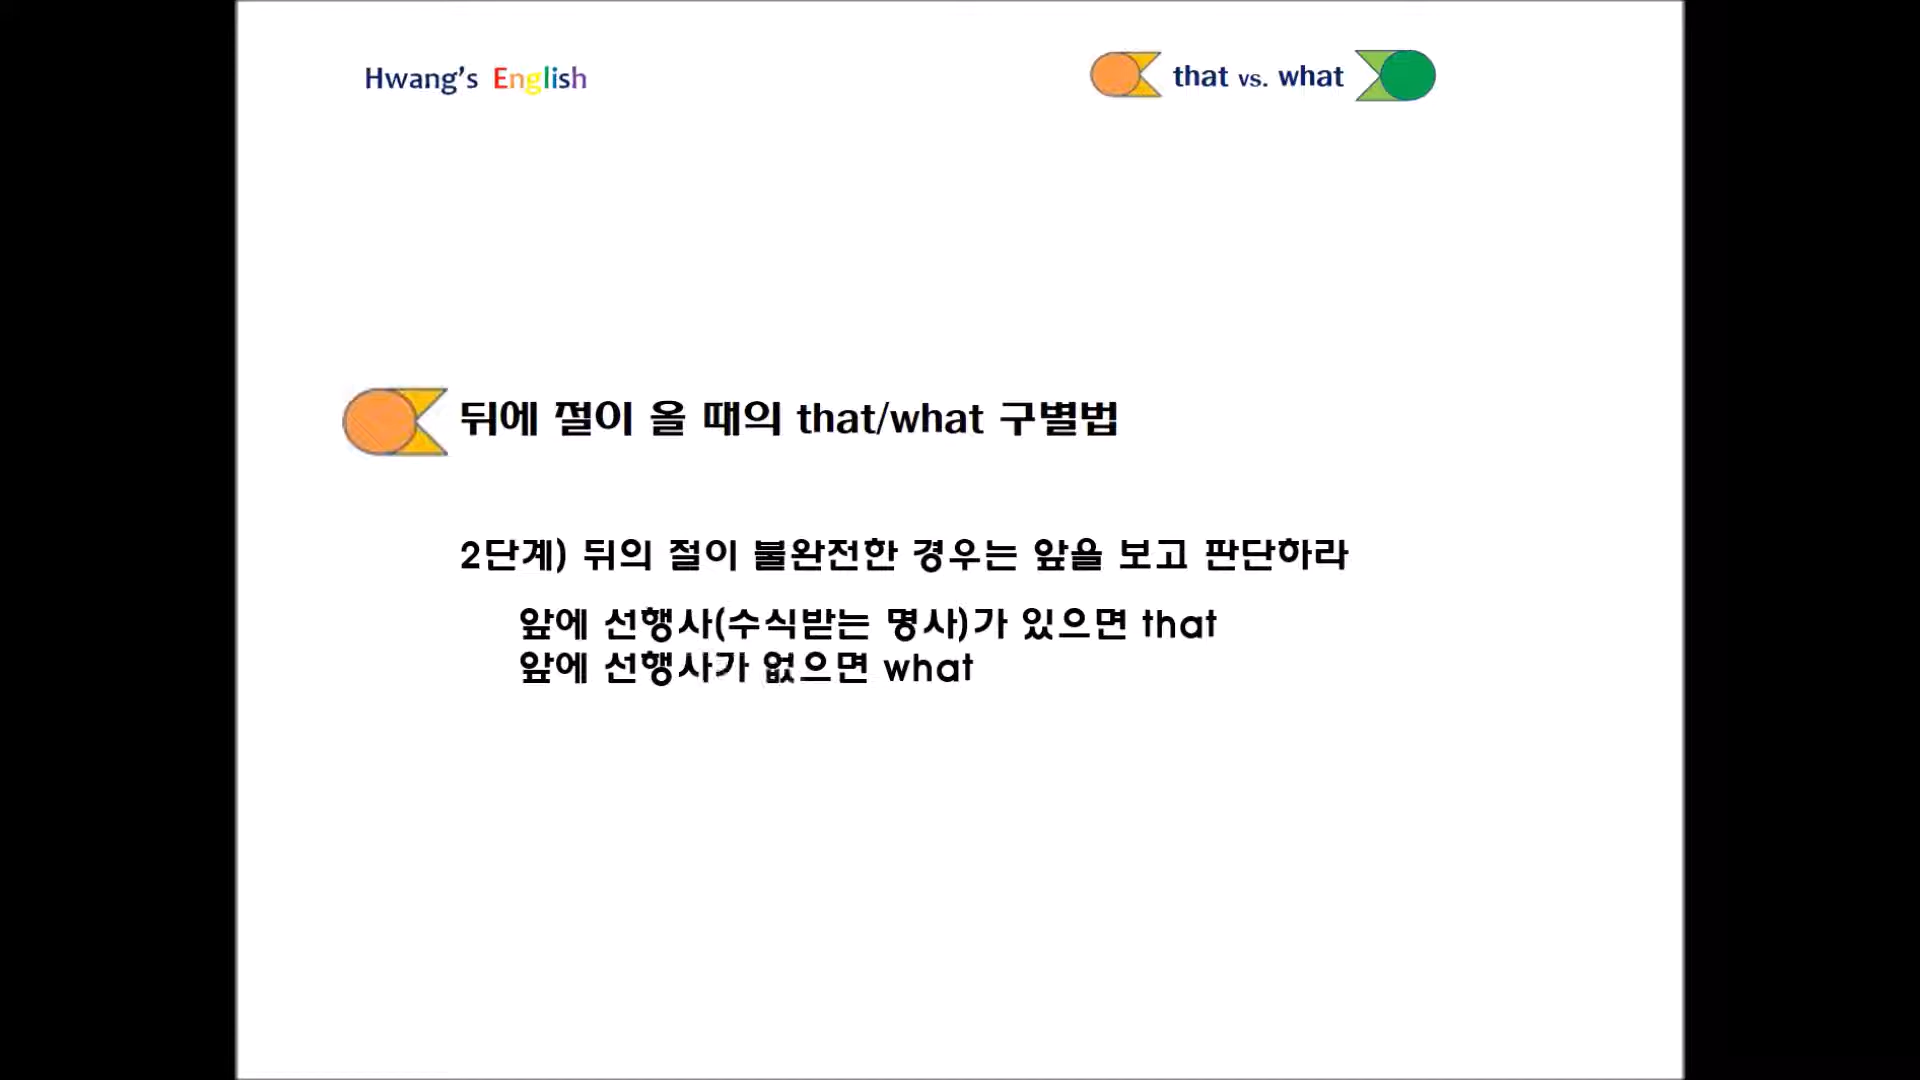 Hwang's English
that vs. what
뒤에 절이 올 때의 that/what 구별법
2단계) 뒤의 절이 불완전한 경우는 앞을 보고 판단하라
앞에 선행사(수식받는 명사)가 있으면 that
앞에 선행사가 없으면 what